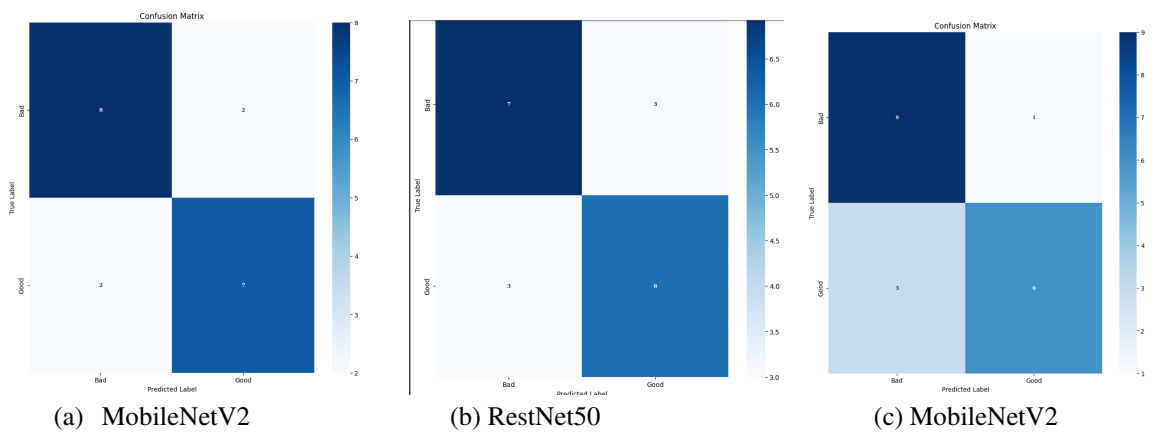 Confusion Matrix
Bad
Good
True Label
8
2
2
7
Bad
Good
Predicted Label
8
7
6
5
4
3
2
(a) MobileNetV2
Bad
Good
True Label
7
3
3
6
Bad
Good
Predicted Label
6.5
6.0
5.5
5.0
4.5
4.0
3.5
3.0
(b) RestNet50
Confusion Matrix
Bad
Good
True Label
9
1
3
6
Bad
Good
Predicted Label
9
8
7
6
5
4
3
2
1
(c) MobileNetV2